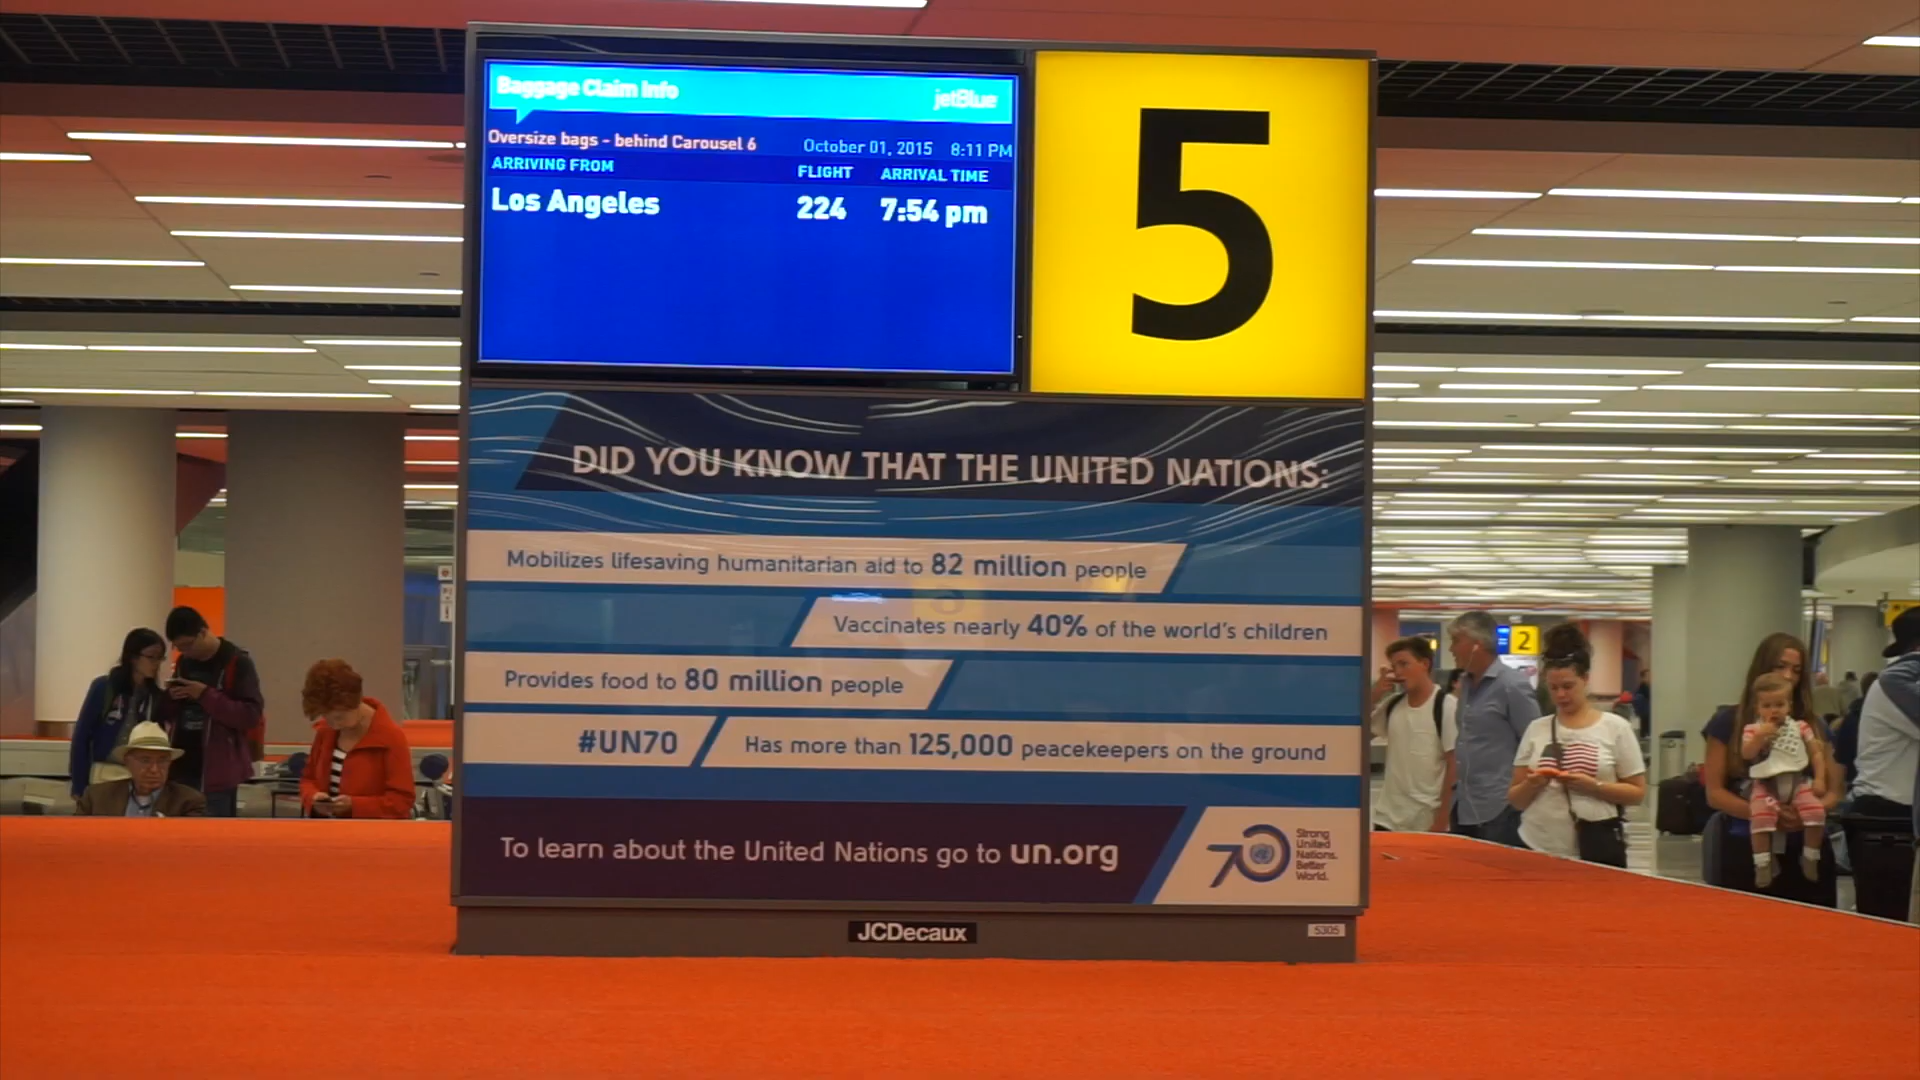 Baggage Claim Info
jetBlue
Oversize bags - behind Carousel 6
October 01, 2015 8:11 PM
ARRIVING FROM FLIGHT ARRIVAL TIME
Los Angeles 224 7:54 pm
5
DID YOU KNOW THAT THE UNITED NATIONS:
Mobilizes lifesaving humanitarian aid to 82 million people
Vaccinates nearly 40% of the world's children
Provides food to 80 million people
#UN70
Has more than 125,000 peacekeepers on the ground
To learn about the United Nations go to un.org
70
Strong
United
Nations.
Better
World.
JCDecaux
5305
2